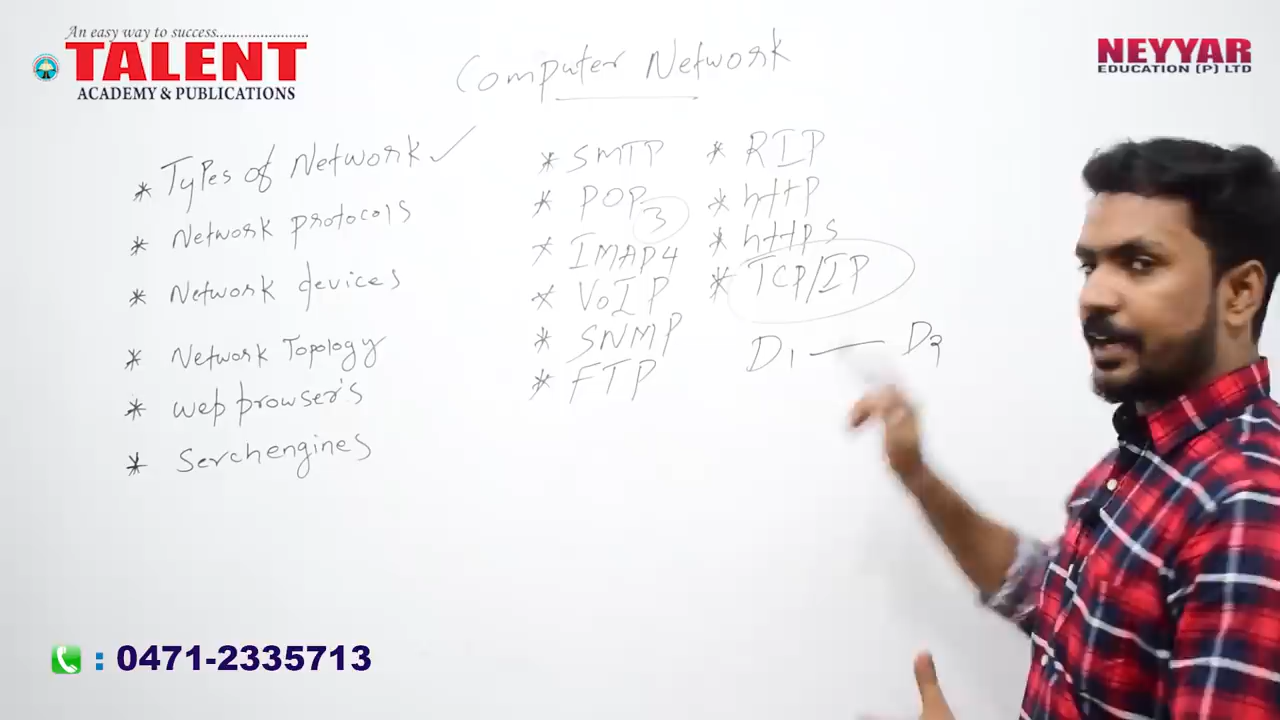 An easy way to success......................
TALENT
ACADEMY & PUBLICATIONS
NEYYAR
EDUCATION (P) LTD
Computer Network
* Types of Network ✓
* Network protocols
* Network devices
* Network Topology
* web browser's
* Serchengines
* SMTP
* POP 3
* IMAP4
* VoIP
* SNMP
* FTP
* RIP
* http
* https
* TCP/IP
D1 — D2
: 0471-2335713